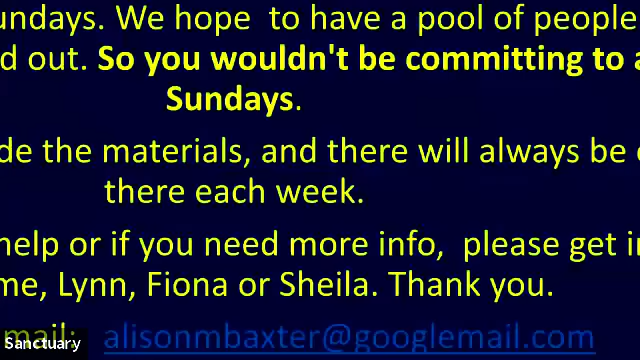 undays. We hope to have a pool of people
d out. So you wouldn't be committing to a
Sundays.
de the materials, and there will always be
there each week.
help or if you need more info, please get i
me, Lynn, Fiona or Sheila. Thank you.
mail: alisonmbaxter@googlemail.com
Sanctuary